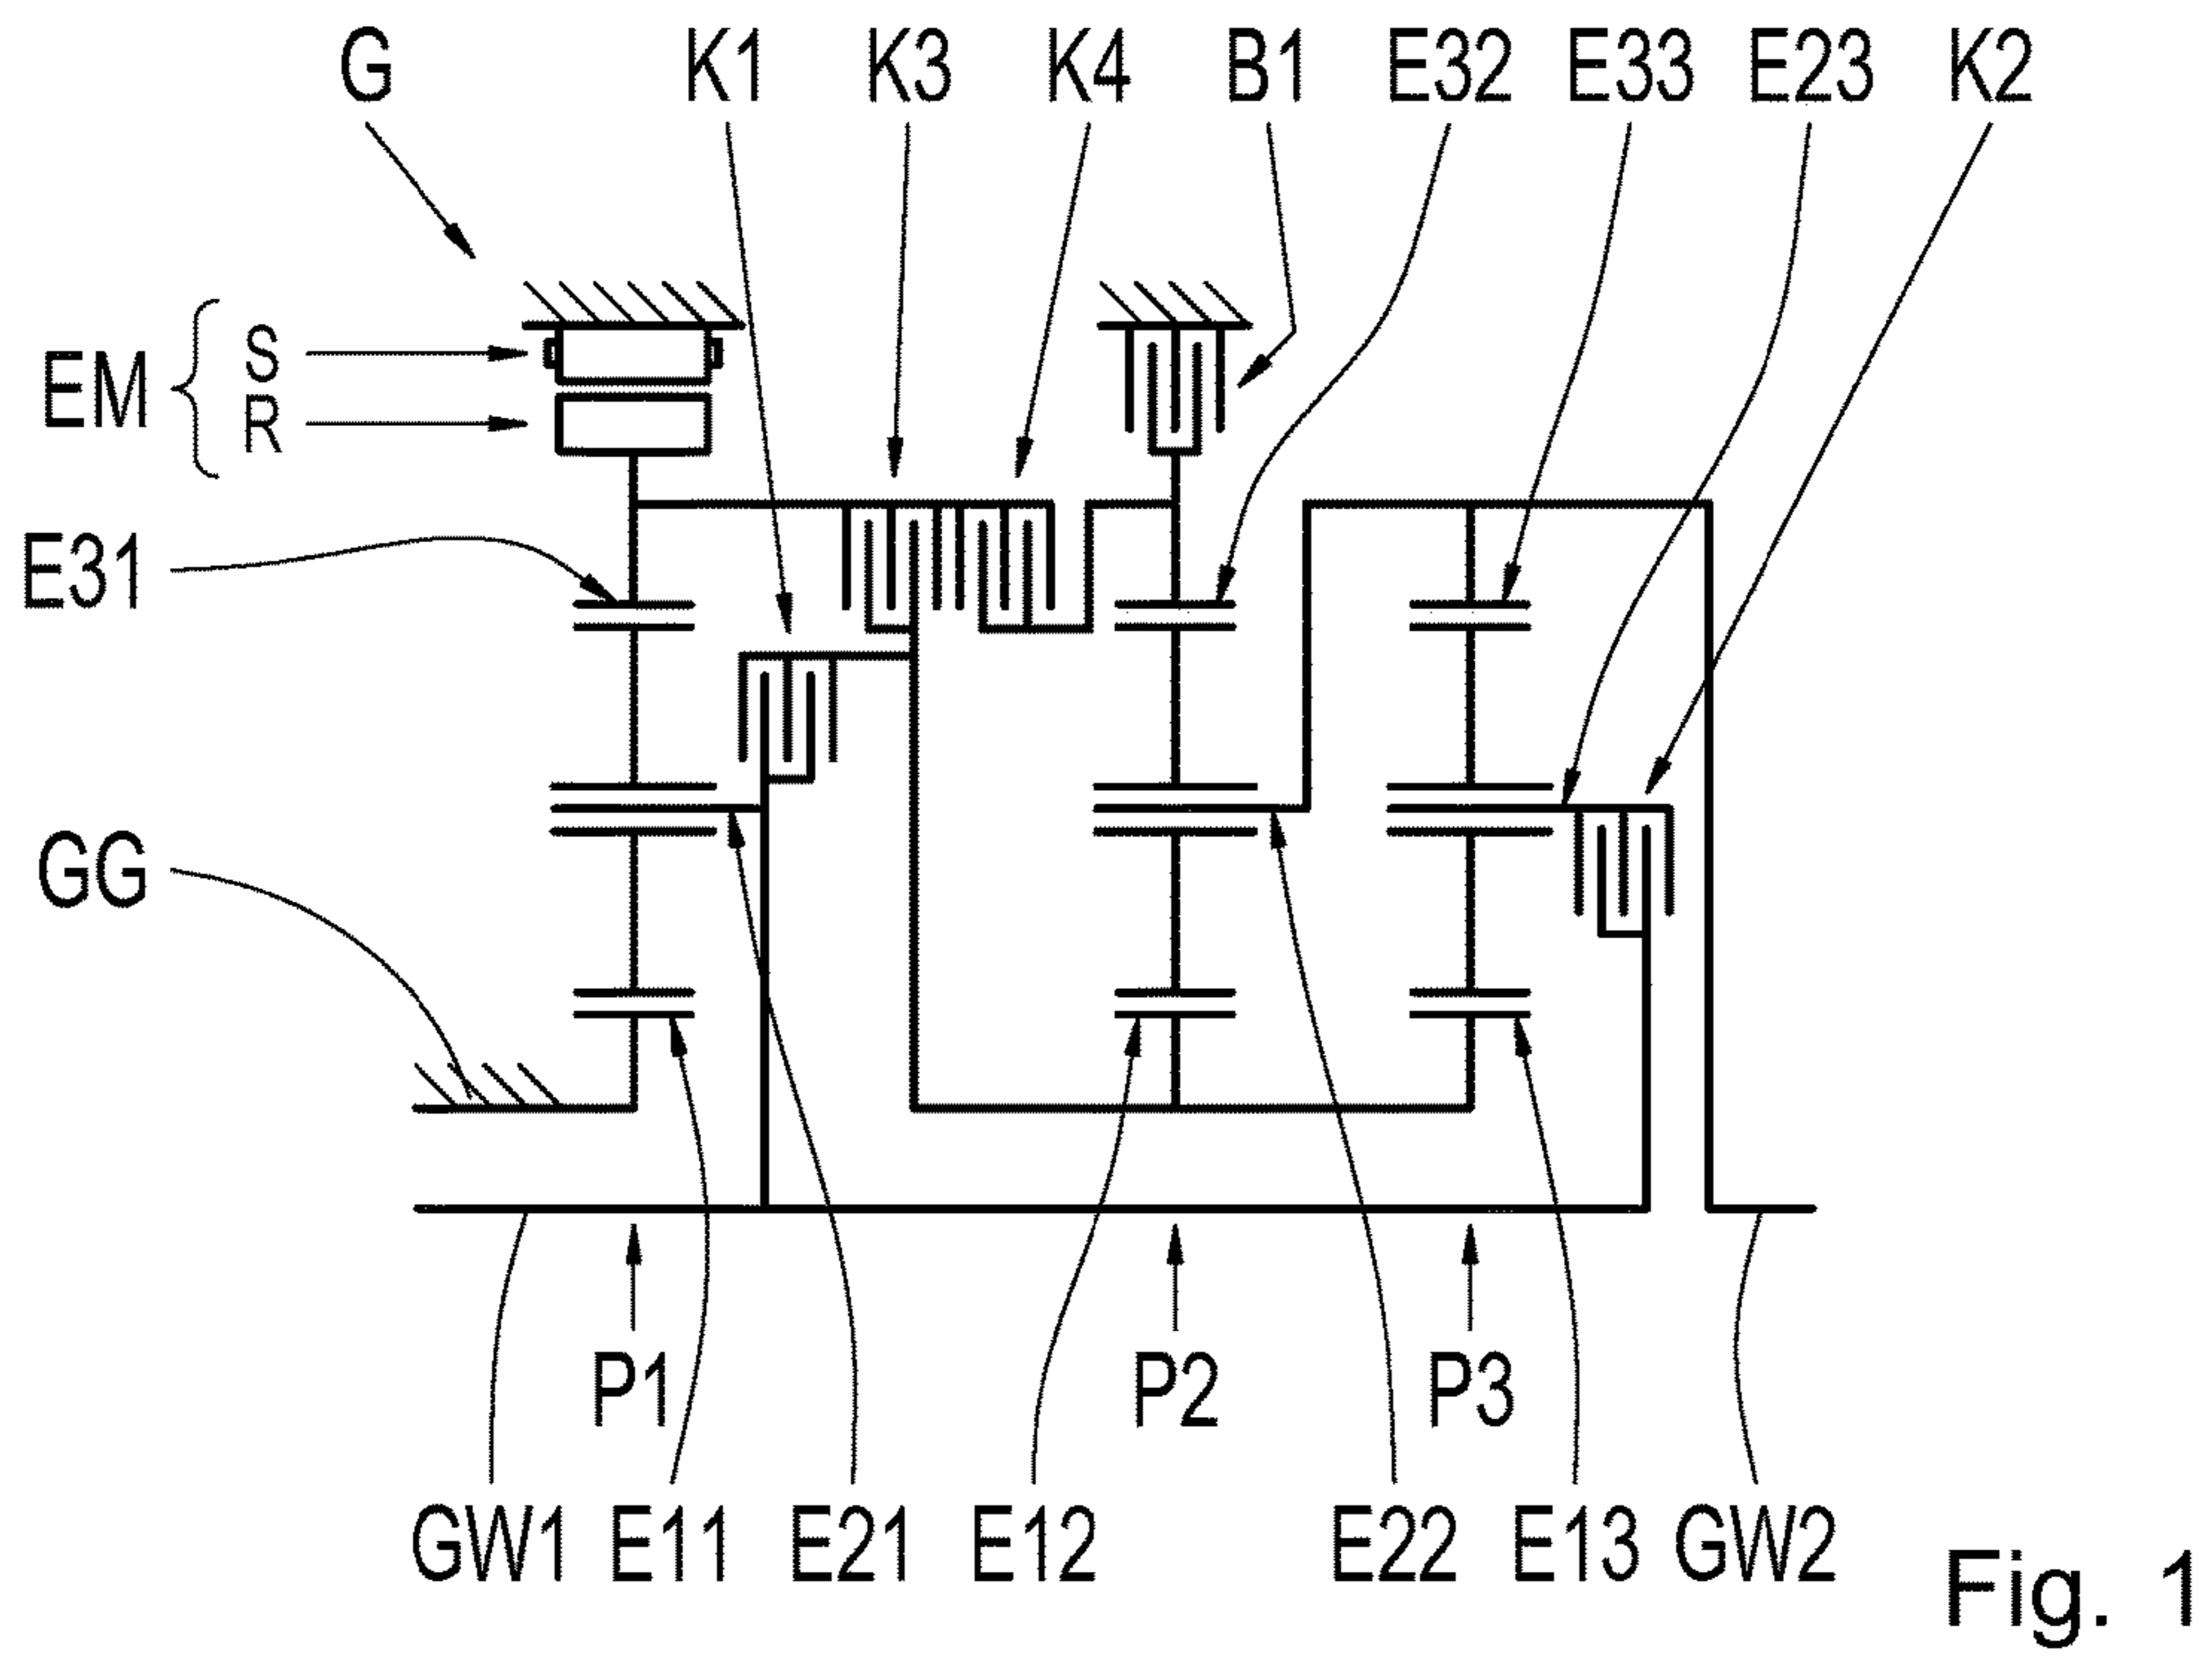 G K1 K3 K4 B1 E32 E33 E23 K2
EM S
R
E31
GG
P1 P2 P3
GW1 E11 E21 E12 E22 E13 GW2
Fig. 1